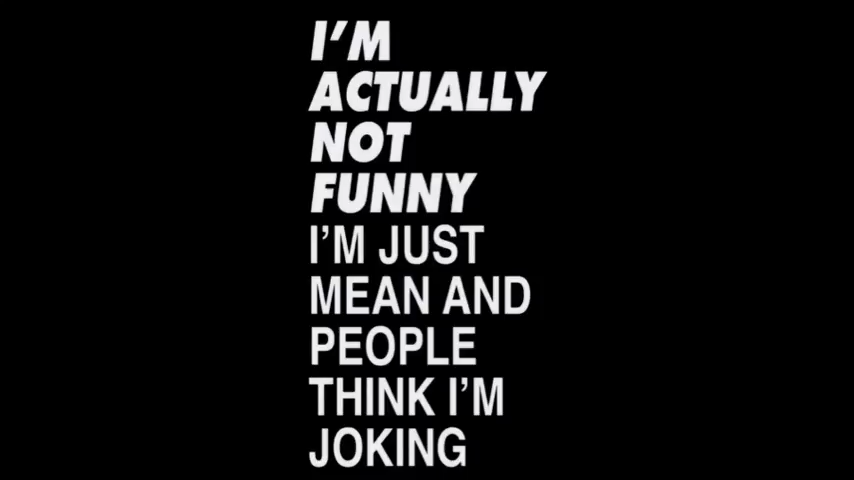 I'M
ACTUALLY
NOT
FUNNY
I'M JUST
MEAN AND
PEOPLE
THINK I'M
JOKING